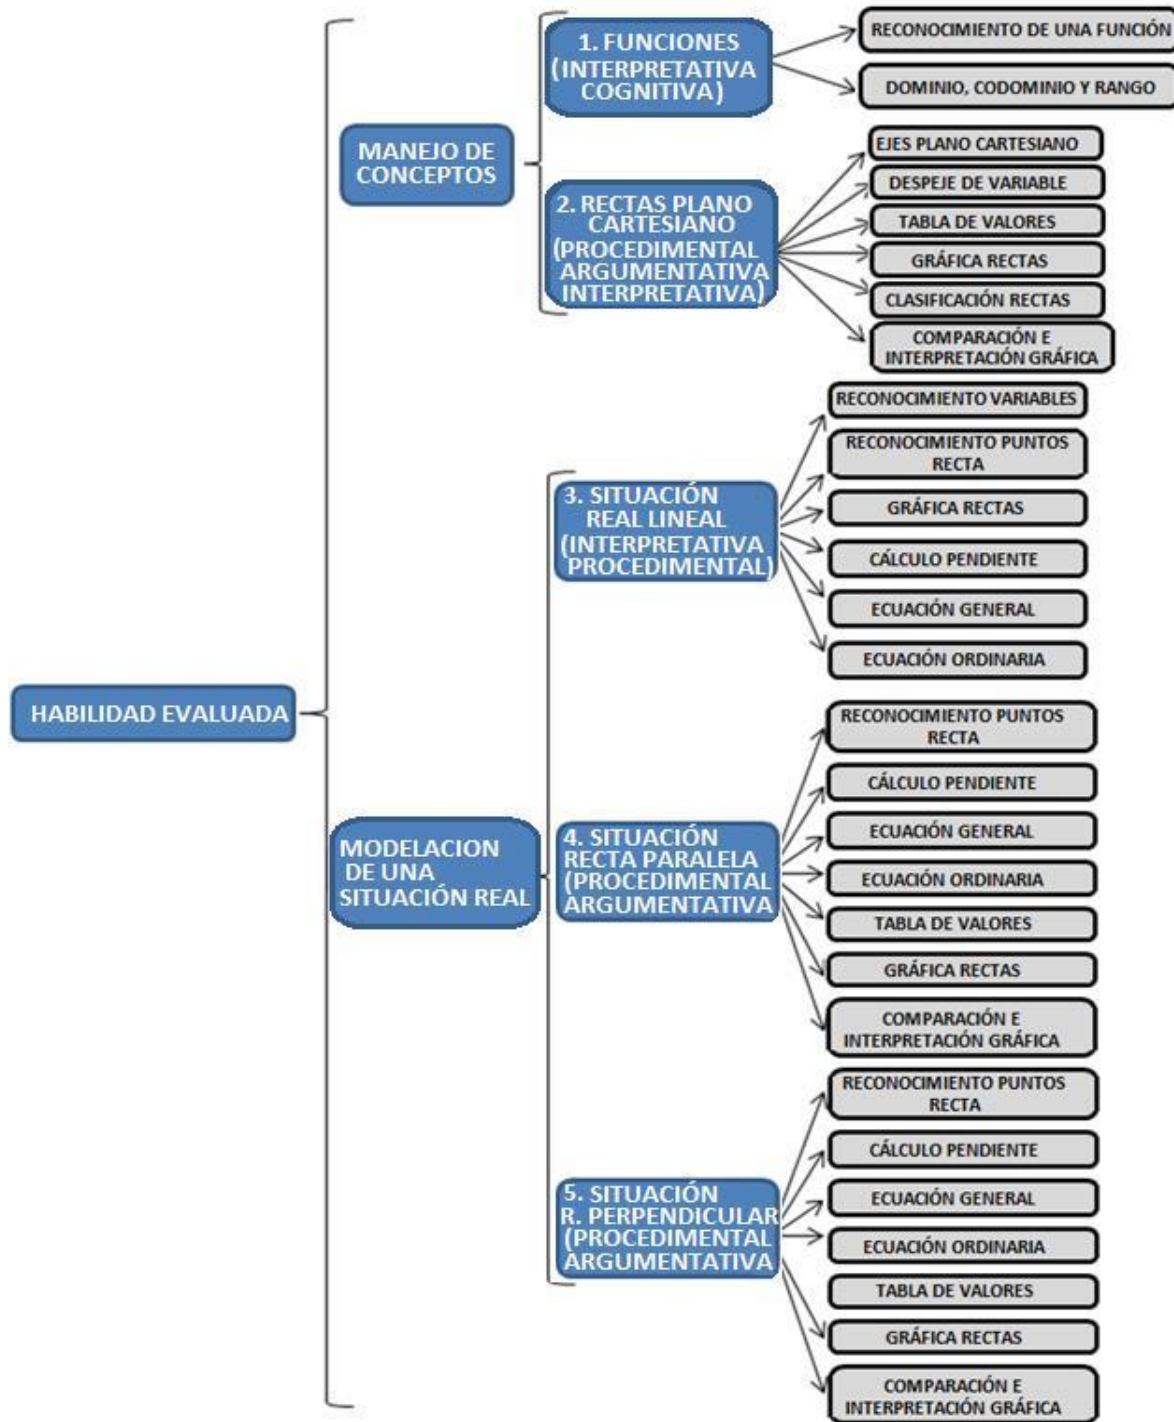 HABILIDAD EVALUADA
MANEJO DE
CONCEPTOS
1. FUNCIONES
(INTERPRETATIVA
COGNITIVA)
RECONOCIMIENTO DE UNA FUNCIÓN
DOMINIO, CODOMINIO Y RANGO
2. RECTAS PLANO
CARTESIANO
(PROCEDIMENTAL
ARGUMENTATIVA
INTERPRETATIVA)
EJES PLANO CARTESIANO
DESPEJE DE VARIABLE
TABLA DE VALORES
GRÁFICA RECTAS
CLASIFICACIÓN RECTAS
COMPARACIÓN E
INTERPRETACIÓN GRÁFICA
MODELACION
DE UNA
SITUACIÓN REAL
3. SITUACIÓN
REAL LINEAL
(INTERPRETATIVA
PROCEDIMENTAL)
RECONOCIMIENTO VARIABLES
RECONOCIMIENTO PUNTOS
RECTA
GRÁFICA RECTAS
CÁLCULO PENDIENTE
ECUACIÓN GENERAL
ECUACIÓN ORDINARIA
4. SITUACIÓN
RECTA PARALELA
(PROCEDIMENTAL
ARGUMENTATIVA
RECONOCIMIENTO PUNTOS
RECTA
CÁLCULO PENDIENTE
ECUACIÓN GENERAL
ECUACIÓN ORDINARIA
TABLA DE VALORES
GRÁFICA RECTAS
COMPARACIÓN E
INTERPRETACIÓN GRÁFICA
5. SITUACIÓN
R. PERPENDICULAR
(PROCEDIMENTAL
ARGUMENTATIVA
RECONOCIMIENTO PUNTOS
RECTA
CÁLCULO PENDIENTE
ECUACIÓN GENERAL
ECUACIÓN ORDINARIA
TABLA DE VALORES
GRÁFICA RECTAS
COMPARACIÓN E
INTERPRETACIÓN GRÁFICA